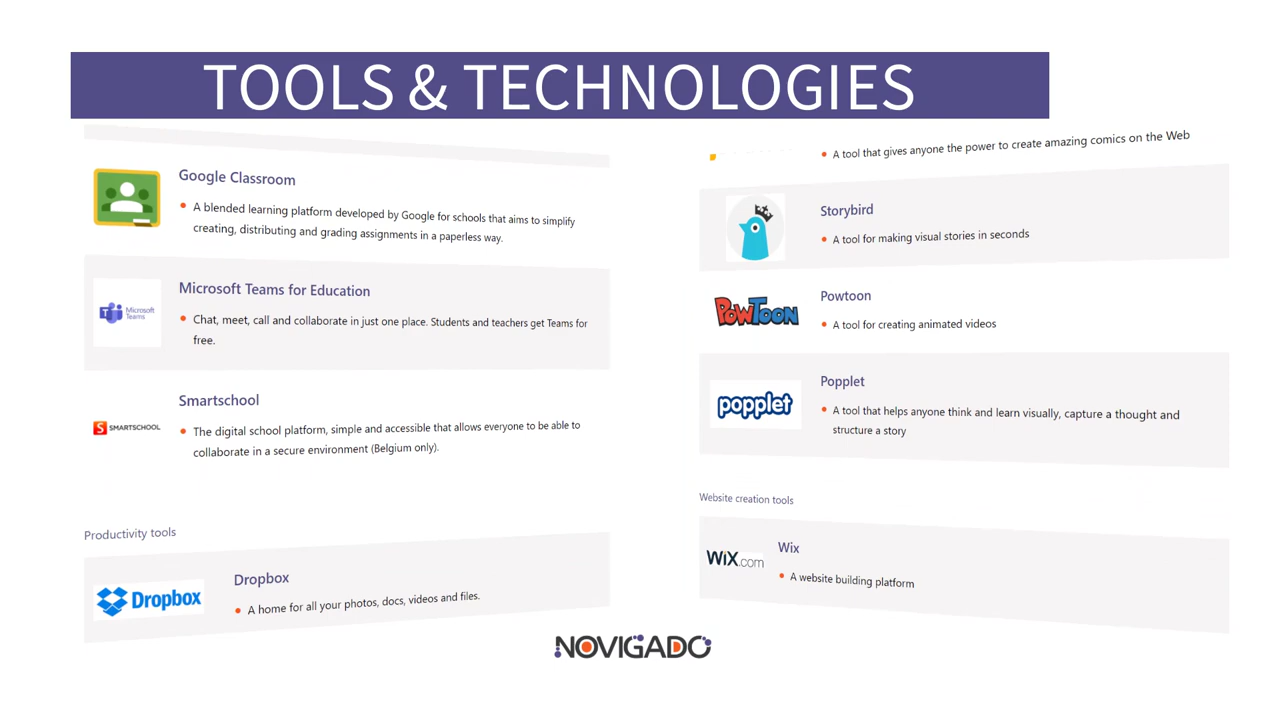 TOOLS & TECHNOLOGIES
Google Classroom
A blended learning platform developed by Google for schools that aims to simplify
creating, distributing and grading assignments in a paperless way.
Microsoft Teams
Microsoft Teams for Education
Chat, meet, call and collaborate in just one place. Students and teachers get Teams for
free.
Smartschool
S SMARTSCHOOL
The digital school platform, simple and accessible that allows everyone to be able to
collaborate in a secure environment (Belgium only).
Productivity tools
Dropbox
Dropbox
A home for all your photos, docs, videos and files.
A tool that gives anyone the power to create amazing comics on the Web
Storybird
A tool for making visual stories in seconds
POWTOON
Powtoon
A tool for creating animated videos
popplet
Popplet
A tool that helps anyone think and learn visually, capture a thought and
structure a story
Website creation tools
WiX.com
Wix
A website building platform
NOVIGADO